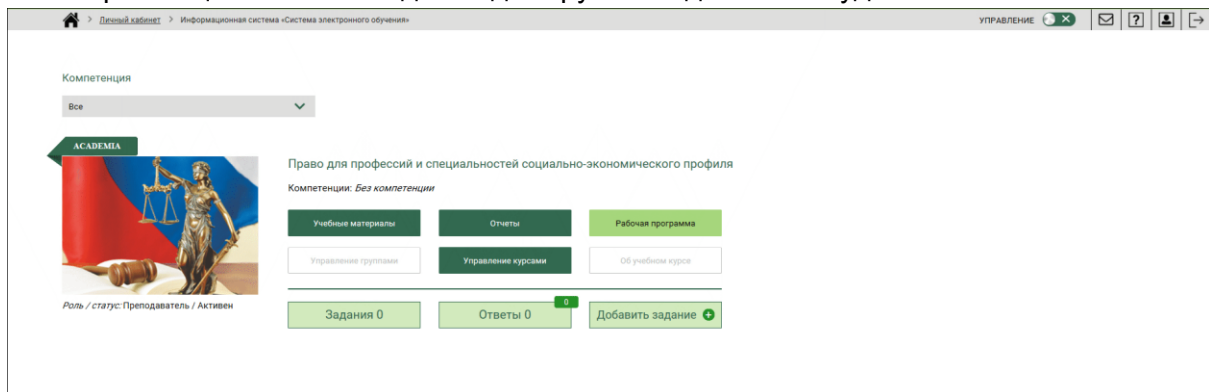 > Личный кабинет > Информационная система «Система электронного обучения»
УПРАВЛЕНИЕ
?
Компетенция
Все
ACADEMIA
Право для профессий и специальностей социально-экономического профиля
Компетенции: Без компетенции
Учебные материалы
Отчеты
Рабочая программа
Управление группами
Управление курсами
Об учебном курсе
Роль / статус: Преподаватель / Активен
0
Задания 0
Ответы 0
Добавить задание